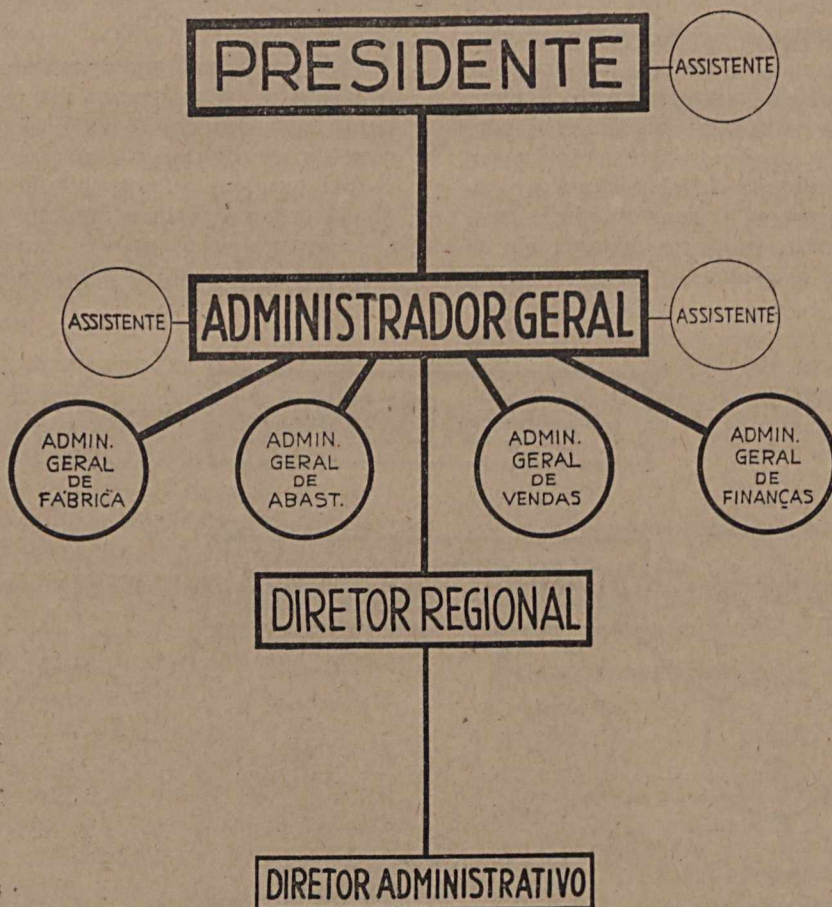 PRESIDENTE
ASSISTENTE
ASSISTENTE
ADMINISTRADOR GERAL
ASSISTENTE
ADMIN.
GERAL
DE
FÁBRICA
ADMIN.
GERAL
DE
ABAST.
ADMIN.
GERAL
DE
VENDAS
ADMIN.
GERAL
DE
FINANÇAS
DIRETOR REGIONAL
DIRETOR ADMINISTRATIVO